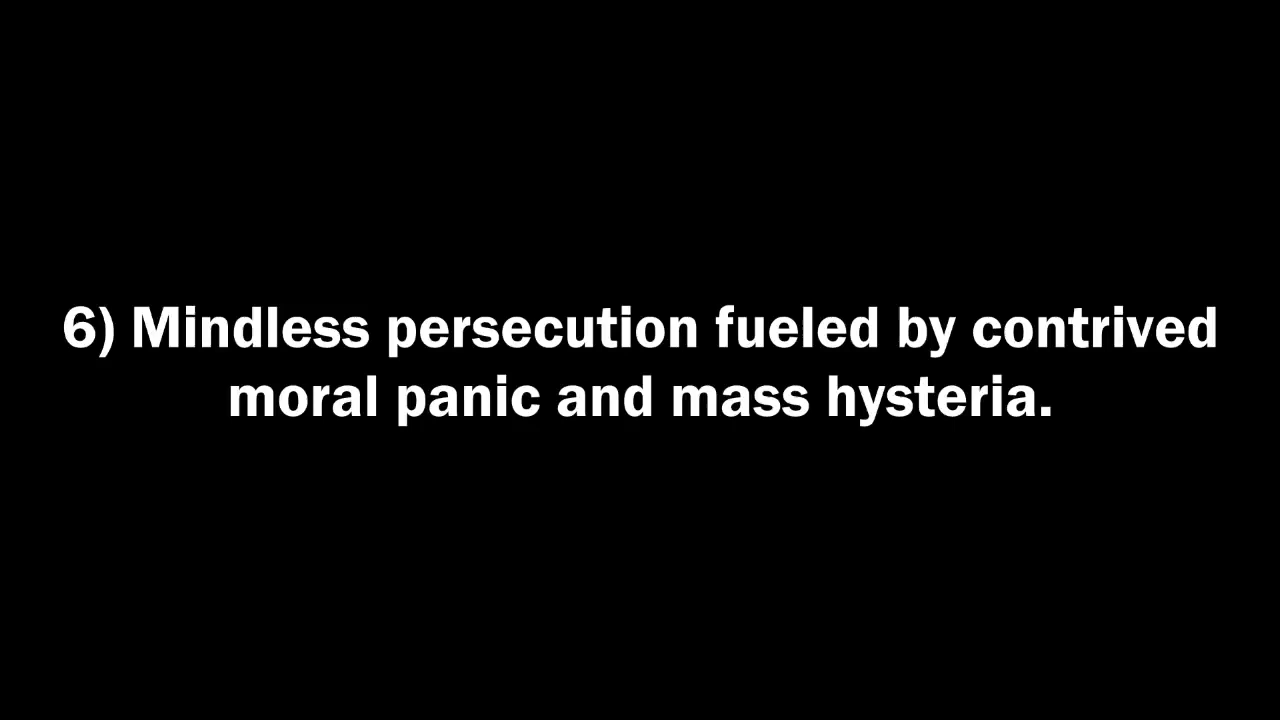 6) Mindless persecution fueled by contrived
moral panic and mass hysteria.